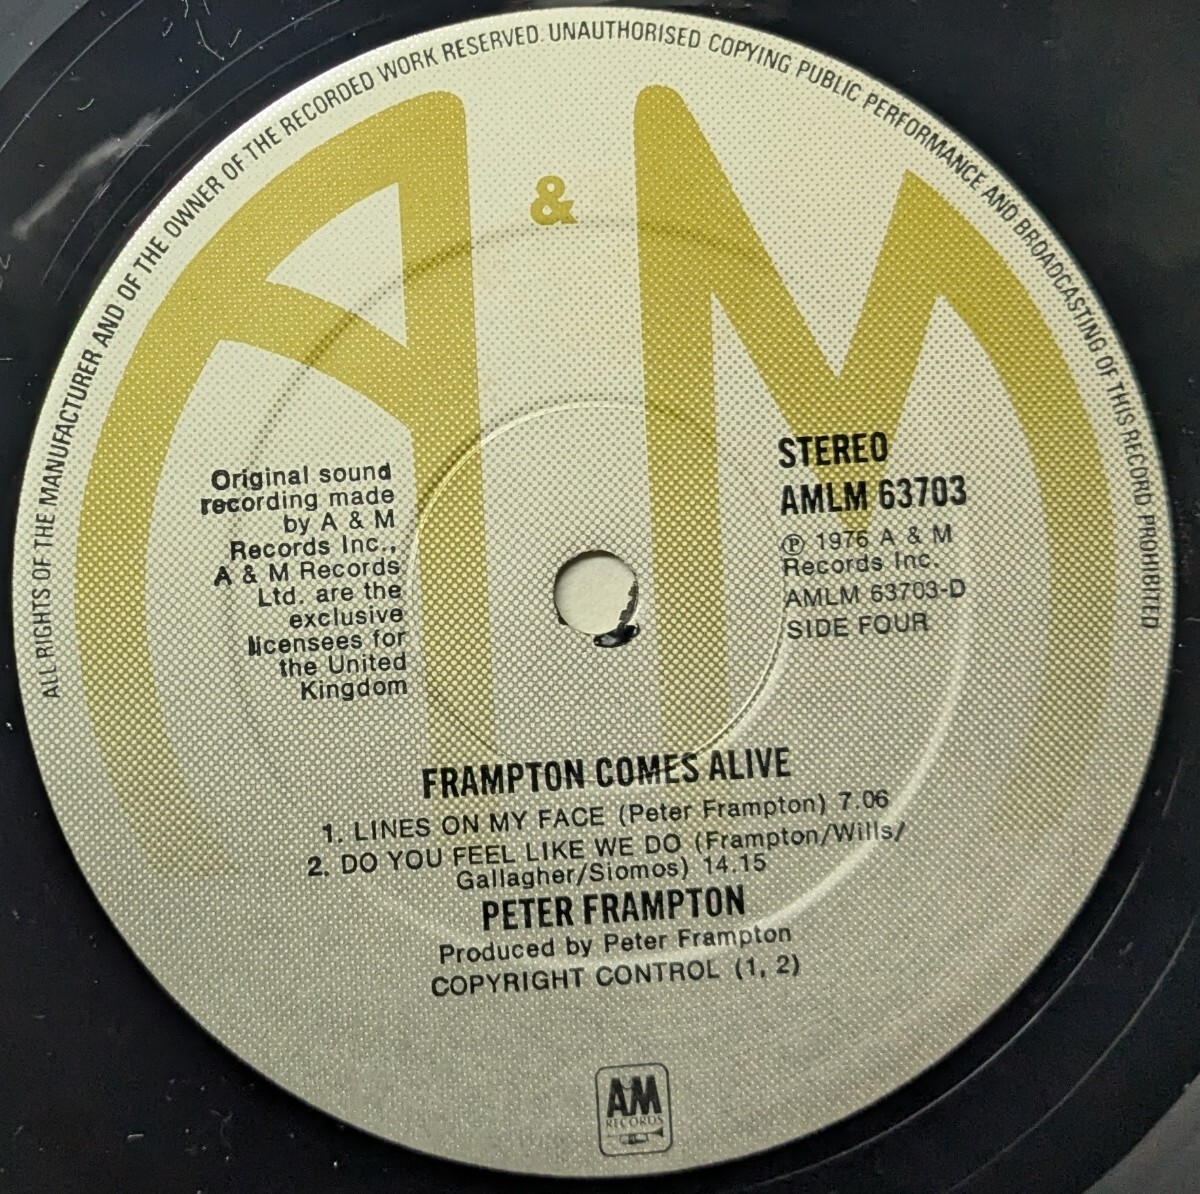 ALL RIGHTS OF THE MANUFACTURER AND OF THE OWNER OF THE RECORDED WORK RESERVED. UNAUTHORISED COPYING PUBLIC PERFORMANCE AND BROADCASTING OF THIS RECORD PROHIBITED
A & M
Original sound
recording made
by A & M
Records Inc.,
A & M Records
Ltd. are the
exclusive
licensees for
the United
Kingdom
STEREO
AMLM 63703
℗ 1976 A & M
Records Inc.
AMLM 63703-D
SIDE FOUR
FRAMPTON COMES ALIVE
1. LINES ON MY FACE (Peter Frampton) 7.06
2. DO YOU FEEL LIKE WE DO (Frampton/Wills/
Gallagher/Siomos) 14.15
PETER FRAMPTON
Produced by Peter Frampton
COPYRIGHT CONTROL (1, 2)
AM
RECORDS